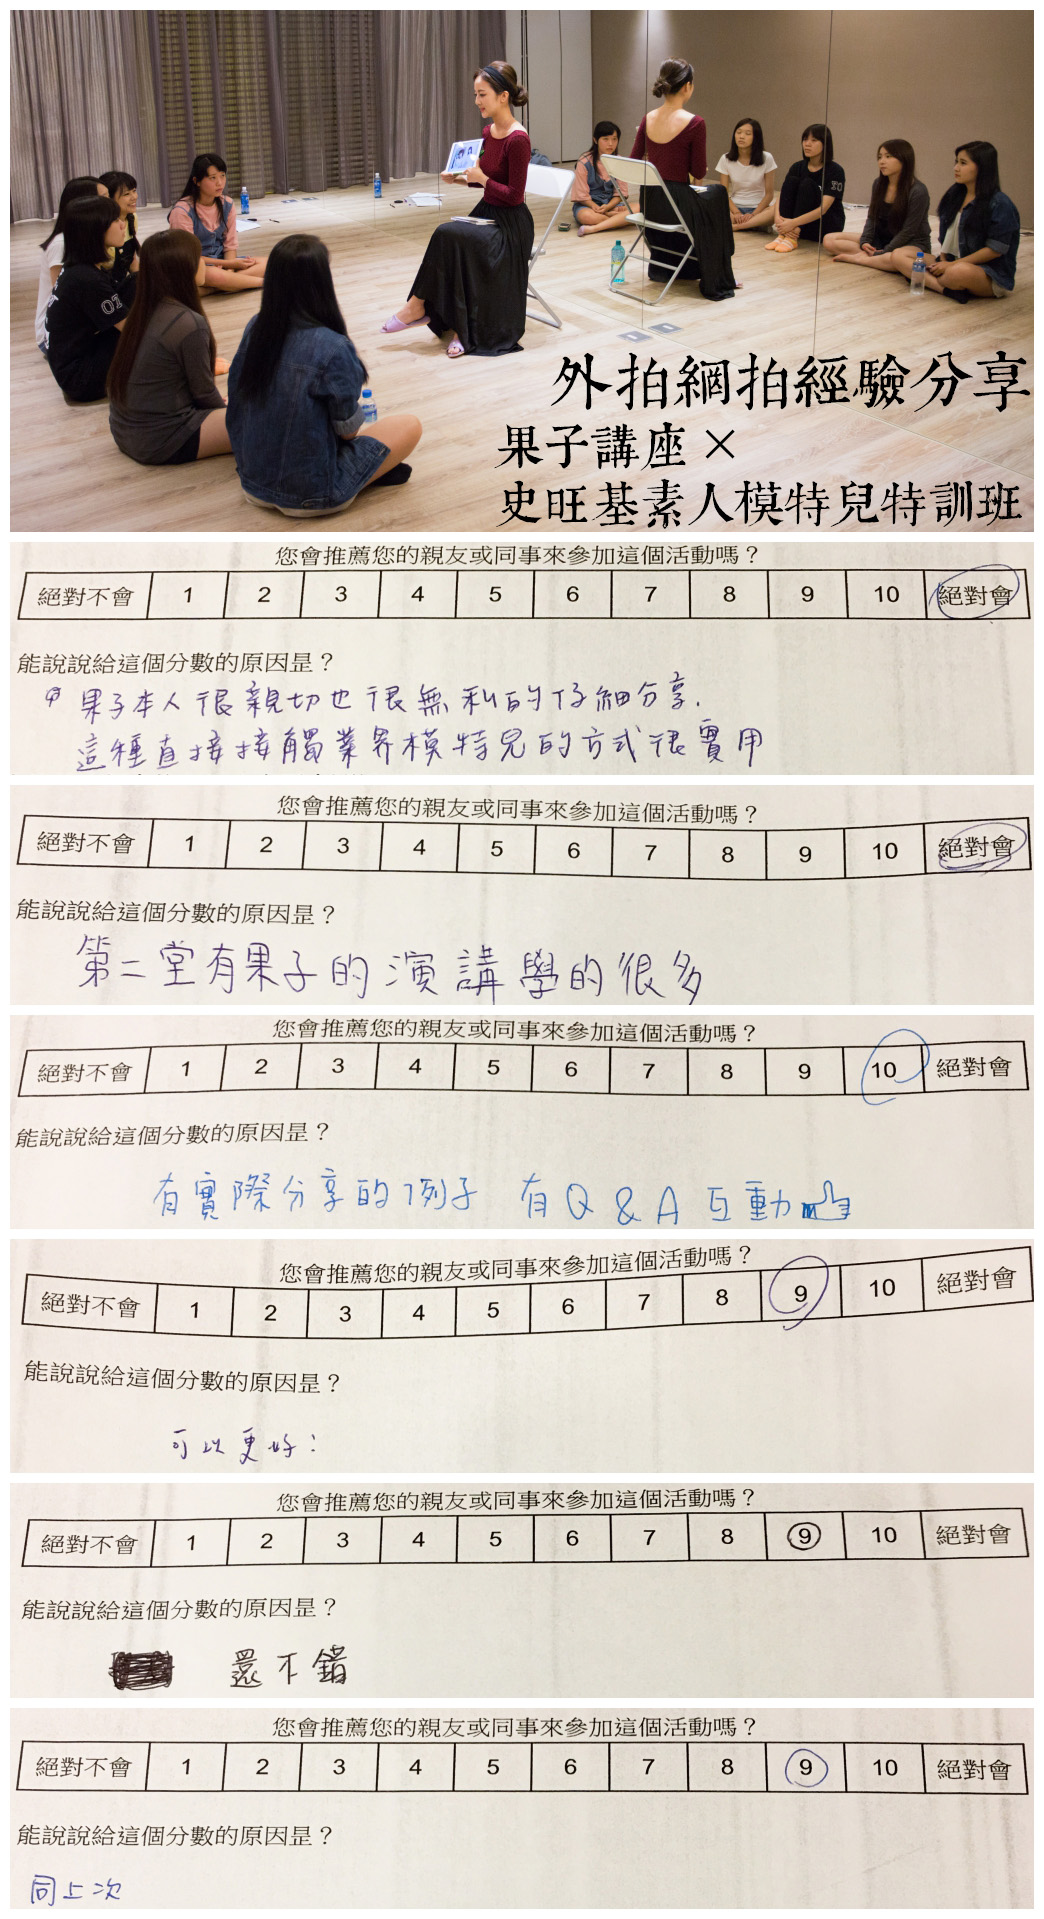 外拍網拍經驗分享
果子講座 ×
史旺基素人模特兒特訓班
您會推薦您的親友或同事來參加這個活動嗎？
絕對不會 1 2 3 4 5 6 7 8 9 10 絕對會
能說說給這個分數的原因是？
果子本人很親切也很無私的仔細分享.
這種直接接觸業界模特兒的方式很實用
您會推薦您的親友或同事來參加這個活動嗎？
絕對不會 1 2 3 4 5 6 7 8 9 10 絕對會
能說說給這個分數的原因是？
第二堂有果子的演講學的很多
您會推薦您的親友或同事來參加這個活動嗎？
絕對不會 1 2 3 4 5 6 7 8 9 10 絕對會
能說說給這個分數的原因是？
有實際分享的例子 有Q&A互動
您會推薦您的親友或同事來參加這個活動嗎？
絕對不會 1 2 3 4 5 6 7 8 9 10 絕對會
能說說給這個分數的原因是？
可以更好:
您會推薦您的親友或同事來參加這個活動嗎？
絕對不會 1 2 3 4 5 6 7 8 9 10 絕對會
能說說給這個分數的原因是？
還不錯
您會推薦您的親友或同事來參加這個活動嗎？
絕對不會 1 2 3 4 5 6 7 8 9 10 絕對會
能說說給這個分數的原因是？
同上次